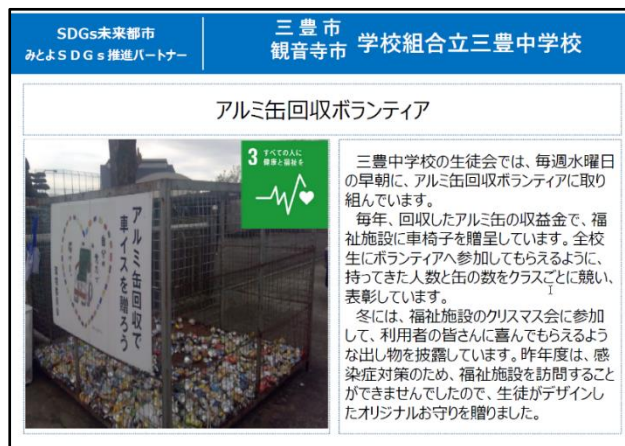 SDGs未来都市
みとよSDGs推進パートナー
三豊市
観音寺市 学校組合立三豊中学校
アルミ缶回収ボランティア
3 すべての人に
健康と福祉を
アルミ缶回収で
車イスを贈ろう
三豊中学校の生徒会では、毎週水曜日
の早朝に、アルミ缶回収ボランティアに取り
組んでいます。
毎年、回収したアルミ缶の収益金で、福
祉施設に車椅子を贈呈しています。全校
生にボランティアへ参加してもらえるように、
持ってきた人数と缶の数をクラスごとに競い、
表彰しています。
冬には、福祉施設のクリスマス会に参加
して、利用者の皆さんに喜んでもらえるよう
な出し物を披露しています。昨年度は、感
染症対策のため、福祉施設を訪問すること
ができませんでしたので、生徒がデザインし
たオリジナルお守りを贈りました。